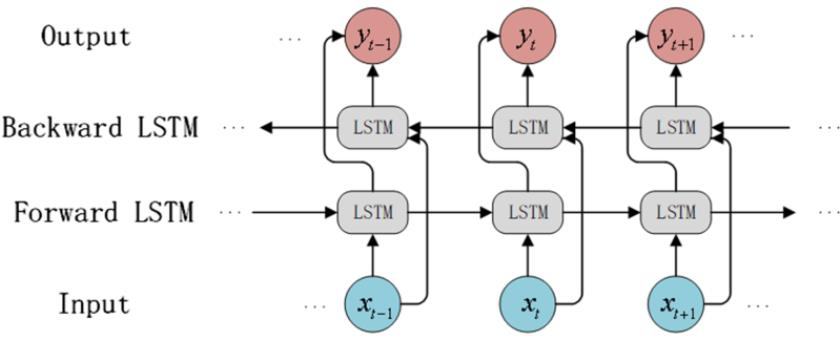 Output ··· y_{t-1} y_t y_{t+1} ···
Backward LSTM ··· LSTM LSTM LSTM ···
Forward LSTM ··· LSTM LSTM LSTM ···
Input ··· x_{t-1} x_t x_{t+1} ···